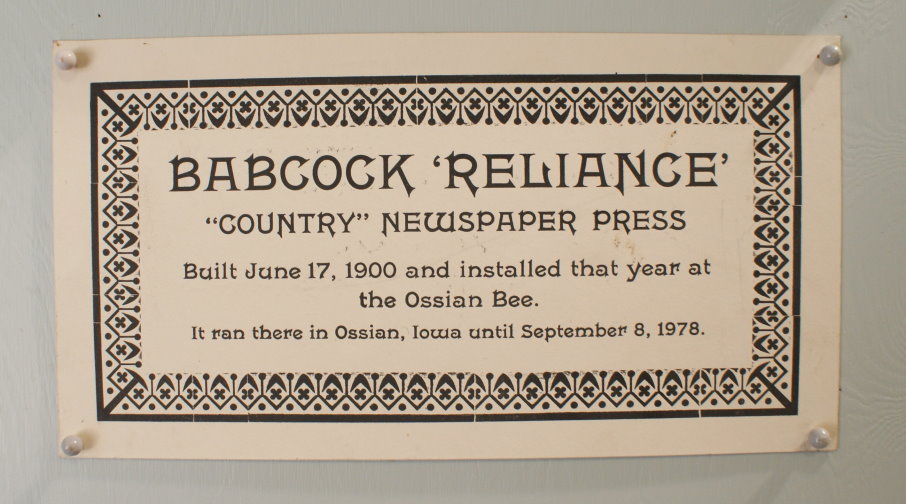 BABCOCK ‘RELIANCE’
“COUNTRY” NEWSPAPER PRESS
Built June 17, 1900 and installed that year at
the Ossian Bee.
It ran there in Ossian, Iowa until September 8, 1978.